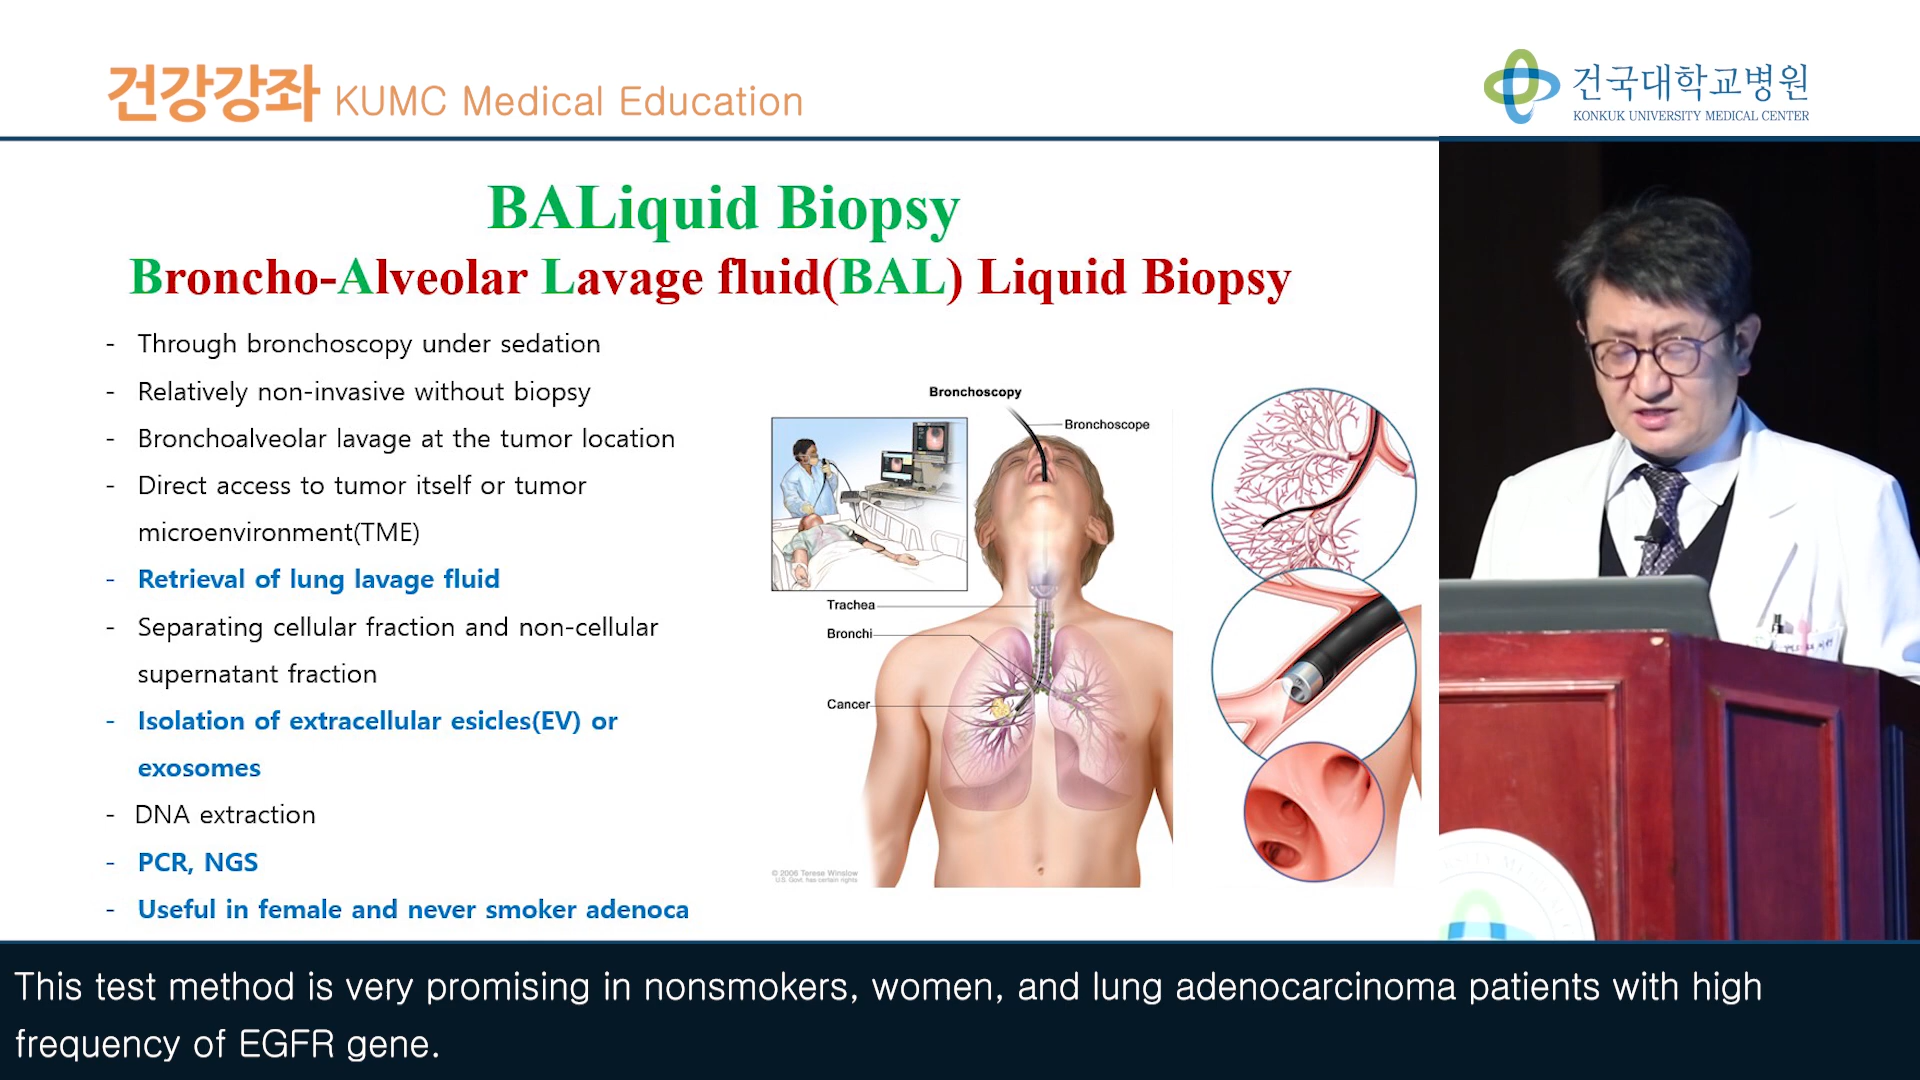 건강강좌 KUMC Medical Education
건국대학교병원
KONKUK UNIVERSITY MEDICAL CENTER
BALiquid Biopsy
Broncho-Alveolar Lavage fluid(BAL) Liquid Biopsy
- Through bronchoscopy under sedation
- Relatively non-invasive without biopsy
- Bronchoalveolar lavage at the tumor location
- Direct access to tumor itself or tumor
microenvironment(TME)
- Retrieval of lung lavage fluid
- Separating cellular fraction and non-cellular
supernatant fraction
- Isolation of extracellular esicles(EV) or
exosomes
- DNA extraction
- PCR, NGS
- Useful in female and never smoker adenoca
Bronchoscopy
Bronchoscope
Trachea
Bronchi
Cancer
© 2006 Terese Winslow
U.S. Govt. has certain rights
This test method is very promising in nonsmokers, women, and lung adenocarcinoma patients with high
frequency of EGFR gene.